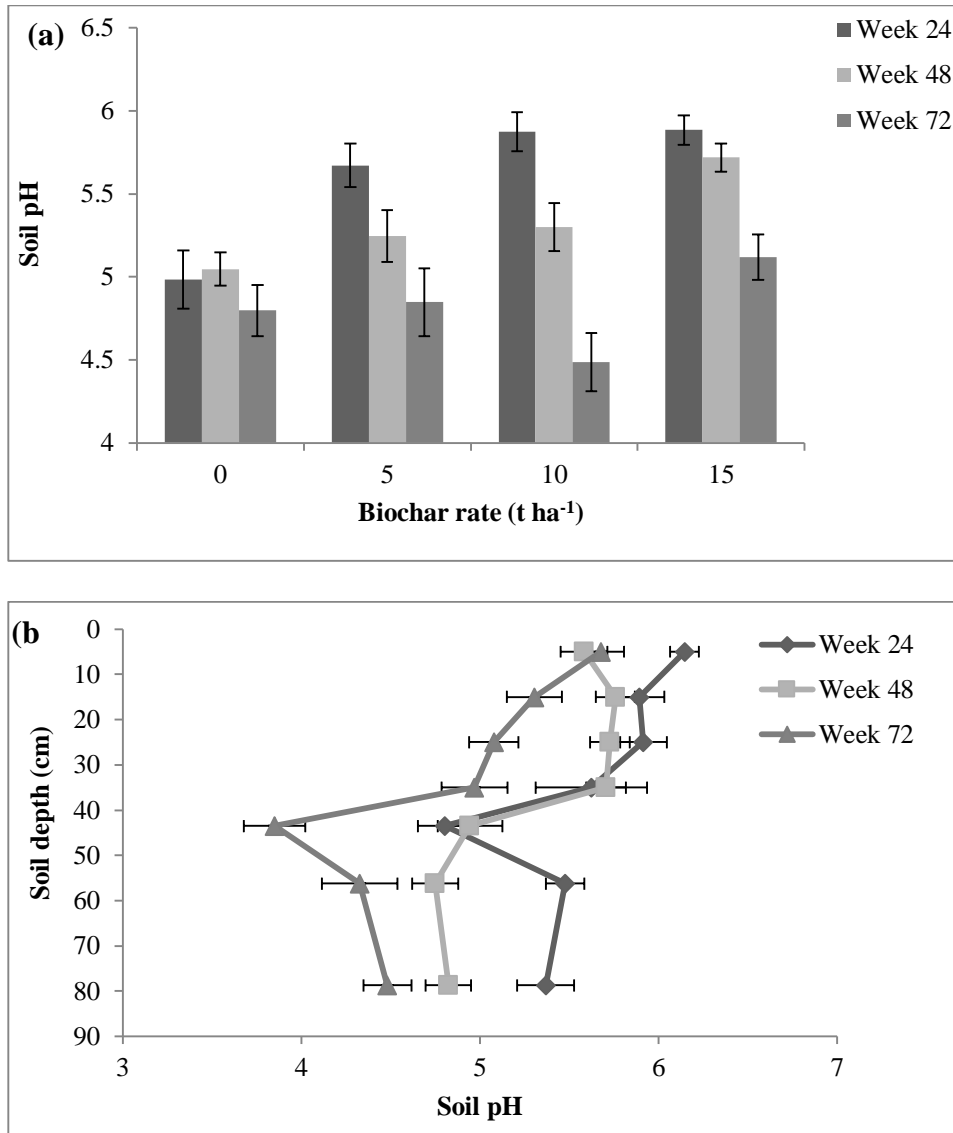 (a)
6.5
6
5.5
5
4.5
4
Soil pH
0 5 10 15
Biochar rate (t ha-1)
Week 24
Week 48
Week 72
(b
0
10
20
30
40
50
60
70
80
90
Soil depth (cm)
3 4 5 6 7
Soil pH
Week 24
Week 48
Week 72